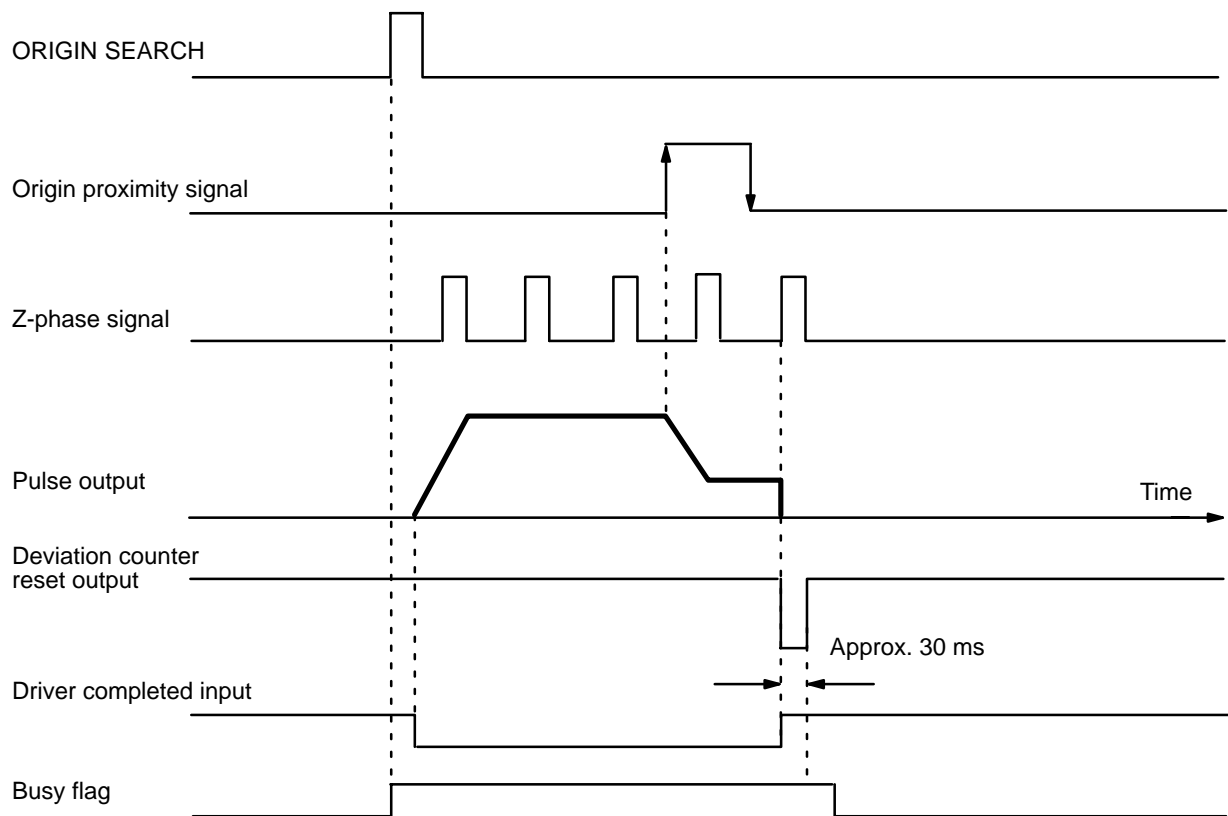 ORIGIN SEARCH
Origin proximity signal
Z-phase signal
Pulse output
Time
Deviation counter
reset output
Approx. 30 ms
Driver completed input
Busy flag